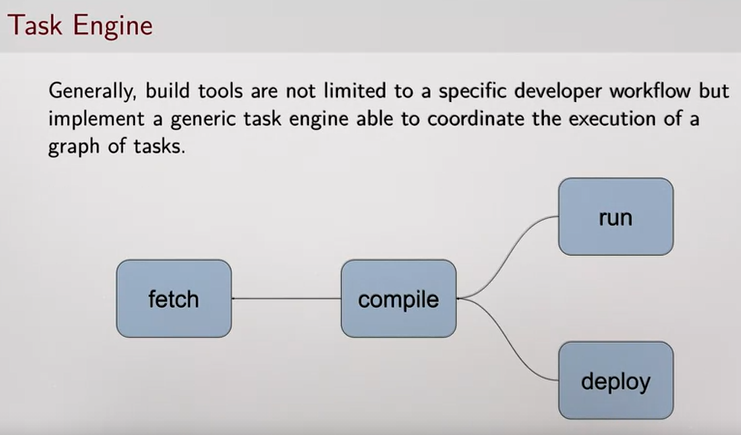 Task Engine
Generally, build tools are not limited to a specific developer workflow but
implement a generic task engine able to coordinate the execution of a
graph of tasks.
run
fetch
compile
deploy